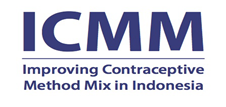 ICMM
Improving Contraceptive
Method Mix in Indonesia